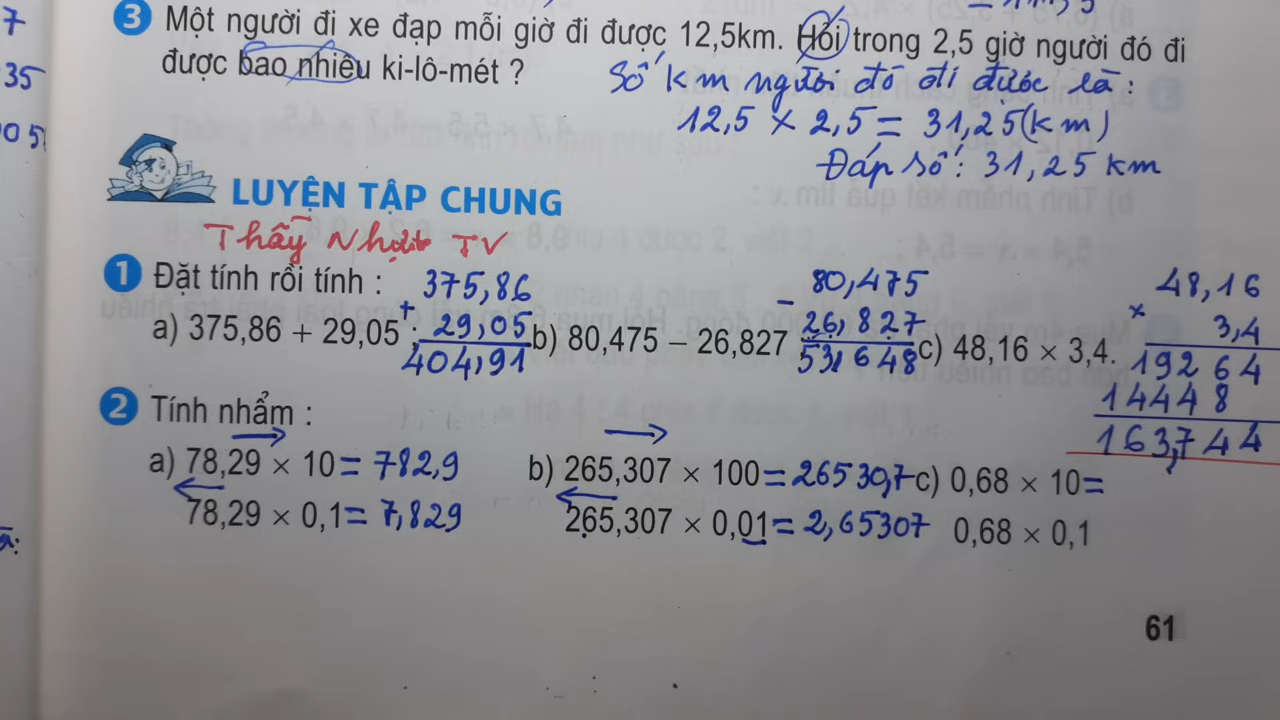 7
35
05
3 Một người đi xe đạp mỗi giờ đi được 12,5km. Hỏi trong 2,5 giờ người đó đi
được bao nhiêu ki-lô-mét ?
Số km người đó đi được là:
12,5 × 2,5 = 31,25(km)
Đáp số: 31,25 km
LUYỆN TẬP CHUNG
Thầy Nhựt TV
1 Đặt tính rồi tính :
a) 375,86 + 29,05 ;
375,86
+ 29,05
404,91
b) 80,475 – 26,827
80,475
- 26,827
53,648
c) 48,16 × 3,4.
48,16
× 3,4
19264
14448
163,744
2 Tính nhẩm :
a) 78,29 × 10 = 782,9
78,29 × 0,1 = 7,829
b) 265,307 × 100 = 26530,7
265,307 × 0,01 = 2,65307
c) 0,68 × 10 =
0,68 × 0,1
61